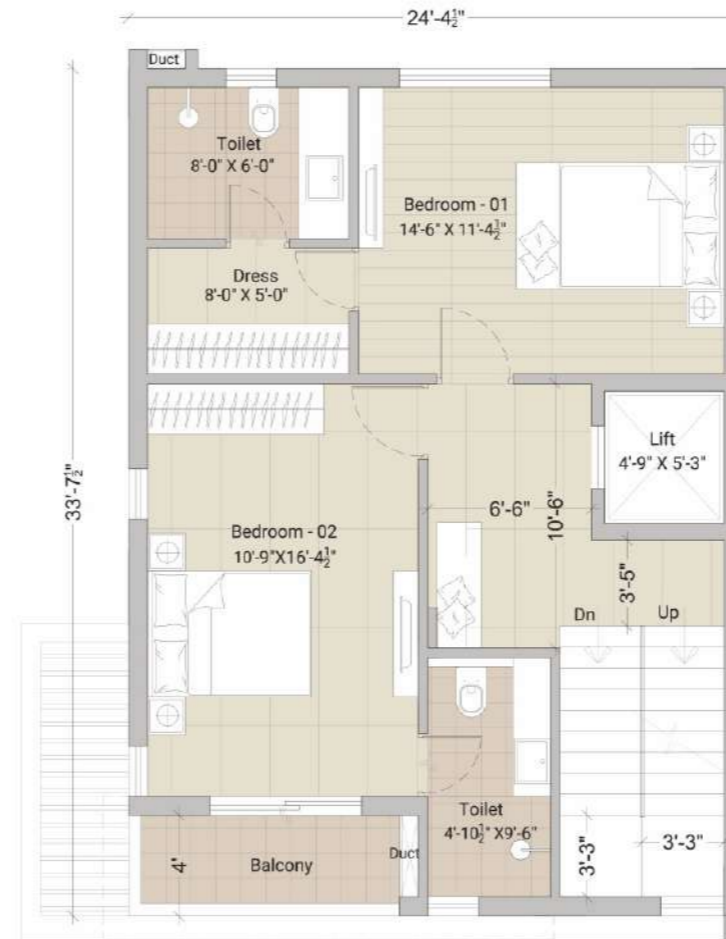 24'-4½"
Duct
Toilet
8'-0" X 6'-0"
Bedroom - 01
14'-6" X 11'-4½"
Dress
8'-0" X 5'-0"
33'-7½"
Lift
4'-9" X 5'-3"
6'-6"
10'-6"
Bedroom - 02
10'-9"X16'-4½"
3'-5"
Dn
Up
Toilet
4'-10½" X9'-6"
4'
Balcony
Duct
3'-3"
3'-3"